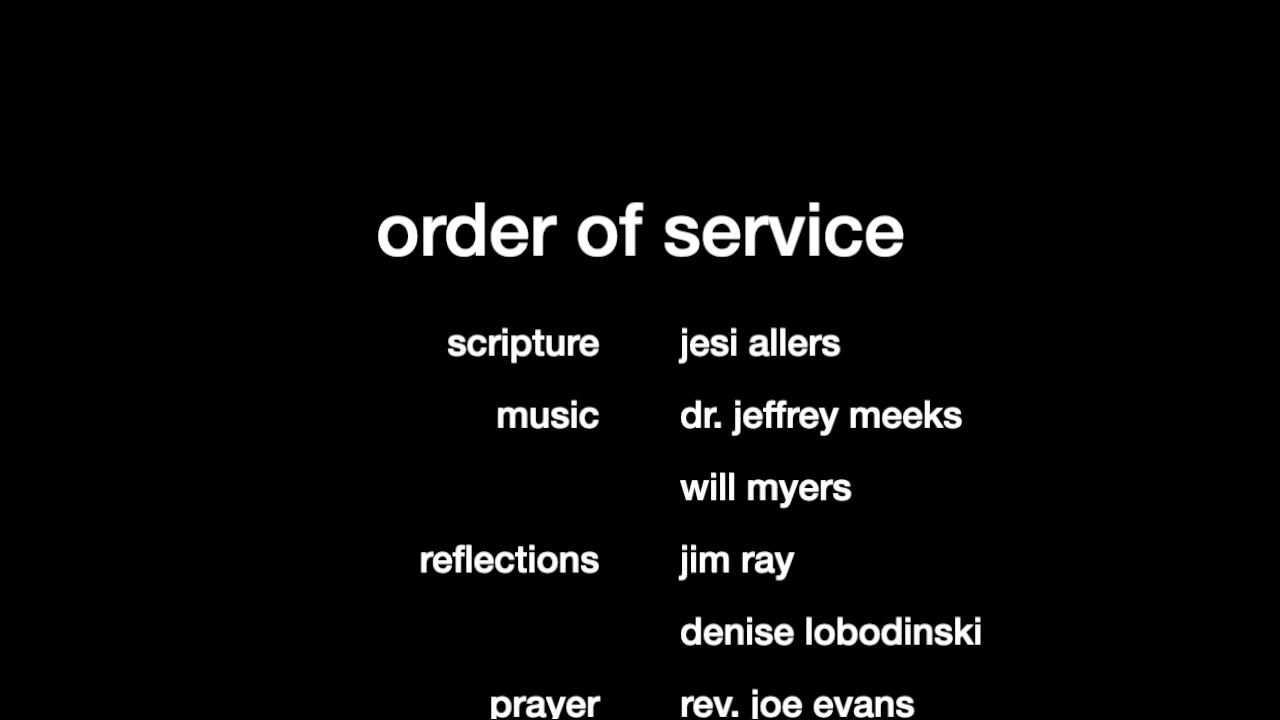 order of service
scripture jesi allers
music dr. jeffrey meeks
will myers
reflections jim ray
denise lobodinski
prayer rev. joe evans